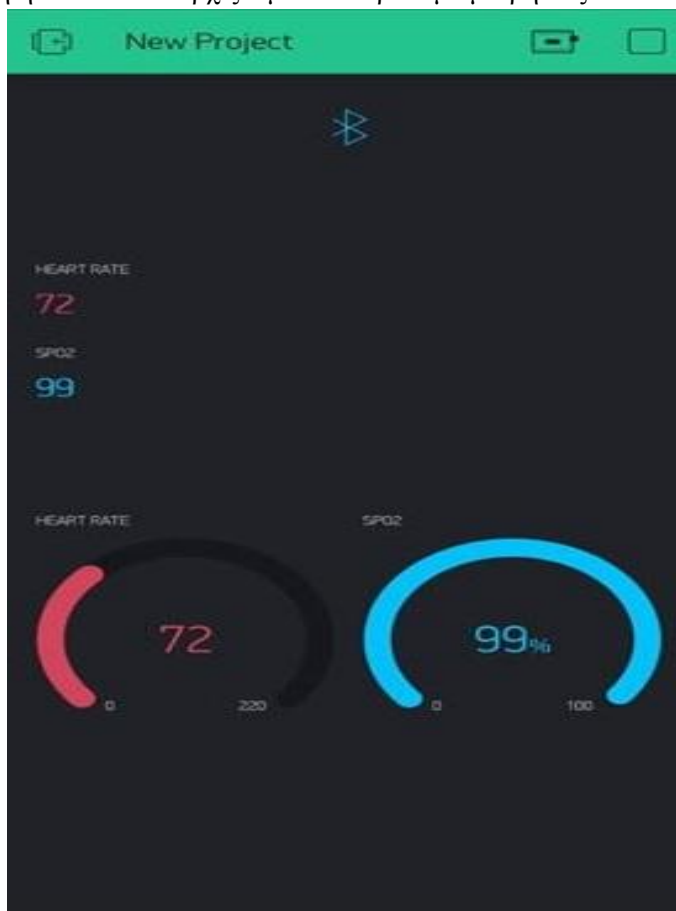 New Project
HEART RATE
72
SPO2
99
HEART RATE SPO2
72 99%
0 220 0 100